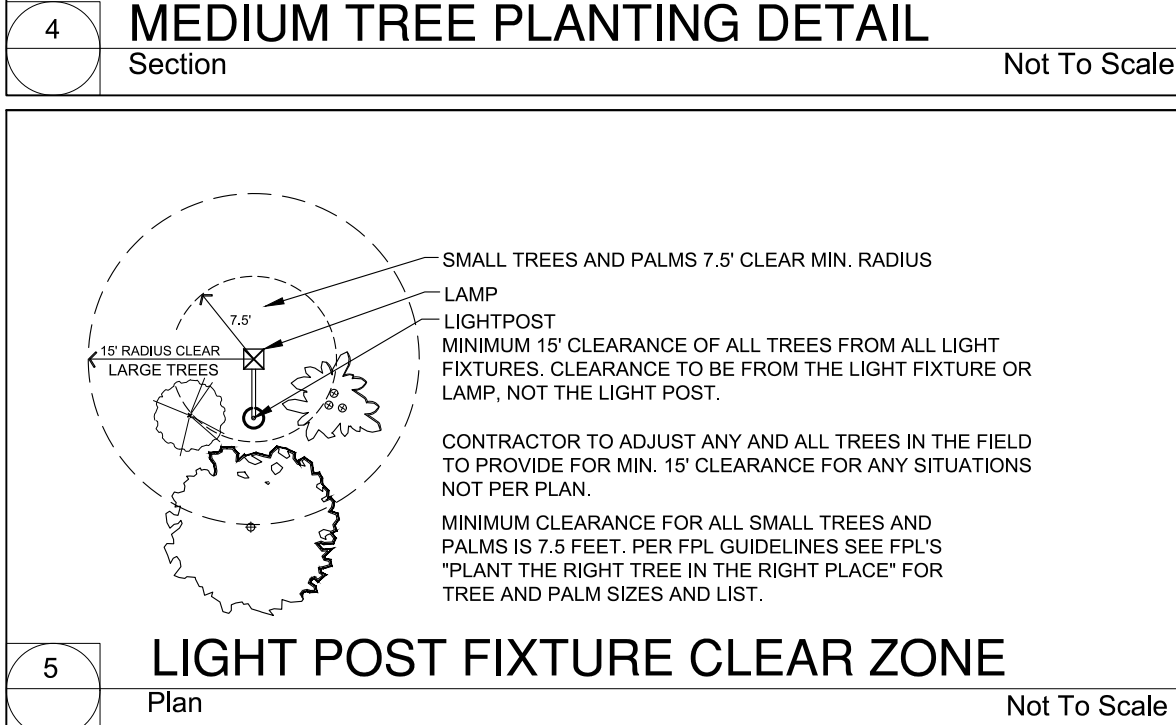 4
MEDIUM TREE PLANTING DETAIL
Section
Not To Scale
SMALL TREES AND PALMS 7.5' CLEAR MIN. RADIUS
LAMP
LIGHTPOST
MINIMUM 15' CLEARANCE OF ALL TREES FROM ALL LIGHT
FIXTURES. CLEARANCE TO BE FROM THE LIGHT FIXTURE OR
LAMP, NOT THE LIGHT POST.
7.5'
15' RADIUS CLEAR
LARGE TREES
CONTRACTOR TO ADJUST ANY AND ALL TREES IN THE FIELD
TO PROVIDE FOR MIN. 15' CLEARANCE FOR ANY SITUATIONS
NOT PER PLAN.
MINIMUM CLEARANCE FOR ALL SMALL TREES AND
PALMS IS 7.5 FEET. PER FPL GUIDELINES SEE FPL'S
"PLANT THE RIGHT TREE IN THE RIGHT PLACE" FOR
TREE AND PALM SIZES AND LIST.
5
LIGHT POST FIXTURE CLEAR ZONE
Plan
Not To Scale